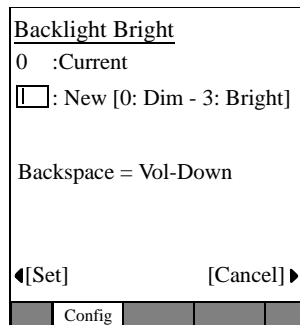 Backlight Bright
0 :Current
: New [0: Dim - 3: Bright]
Backspace = Vol-Down
[Set] [Cancel]
Config